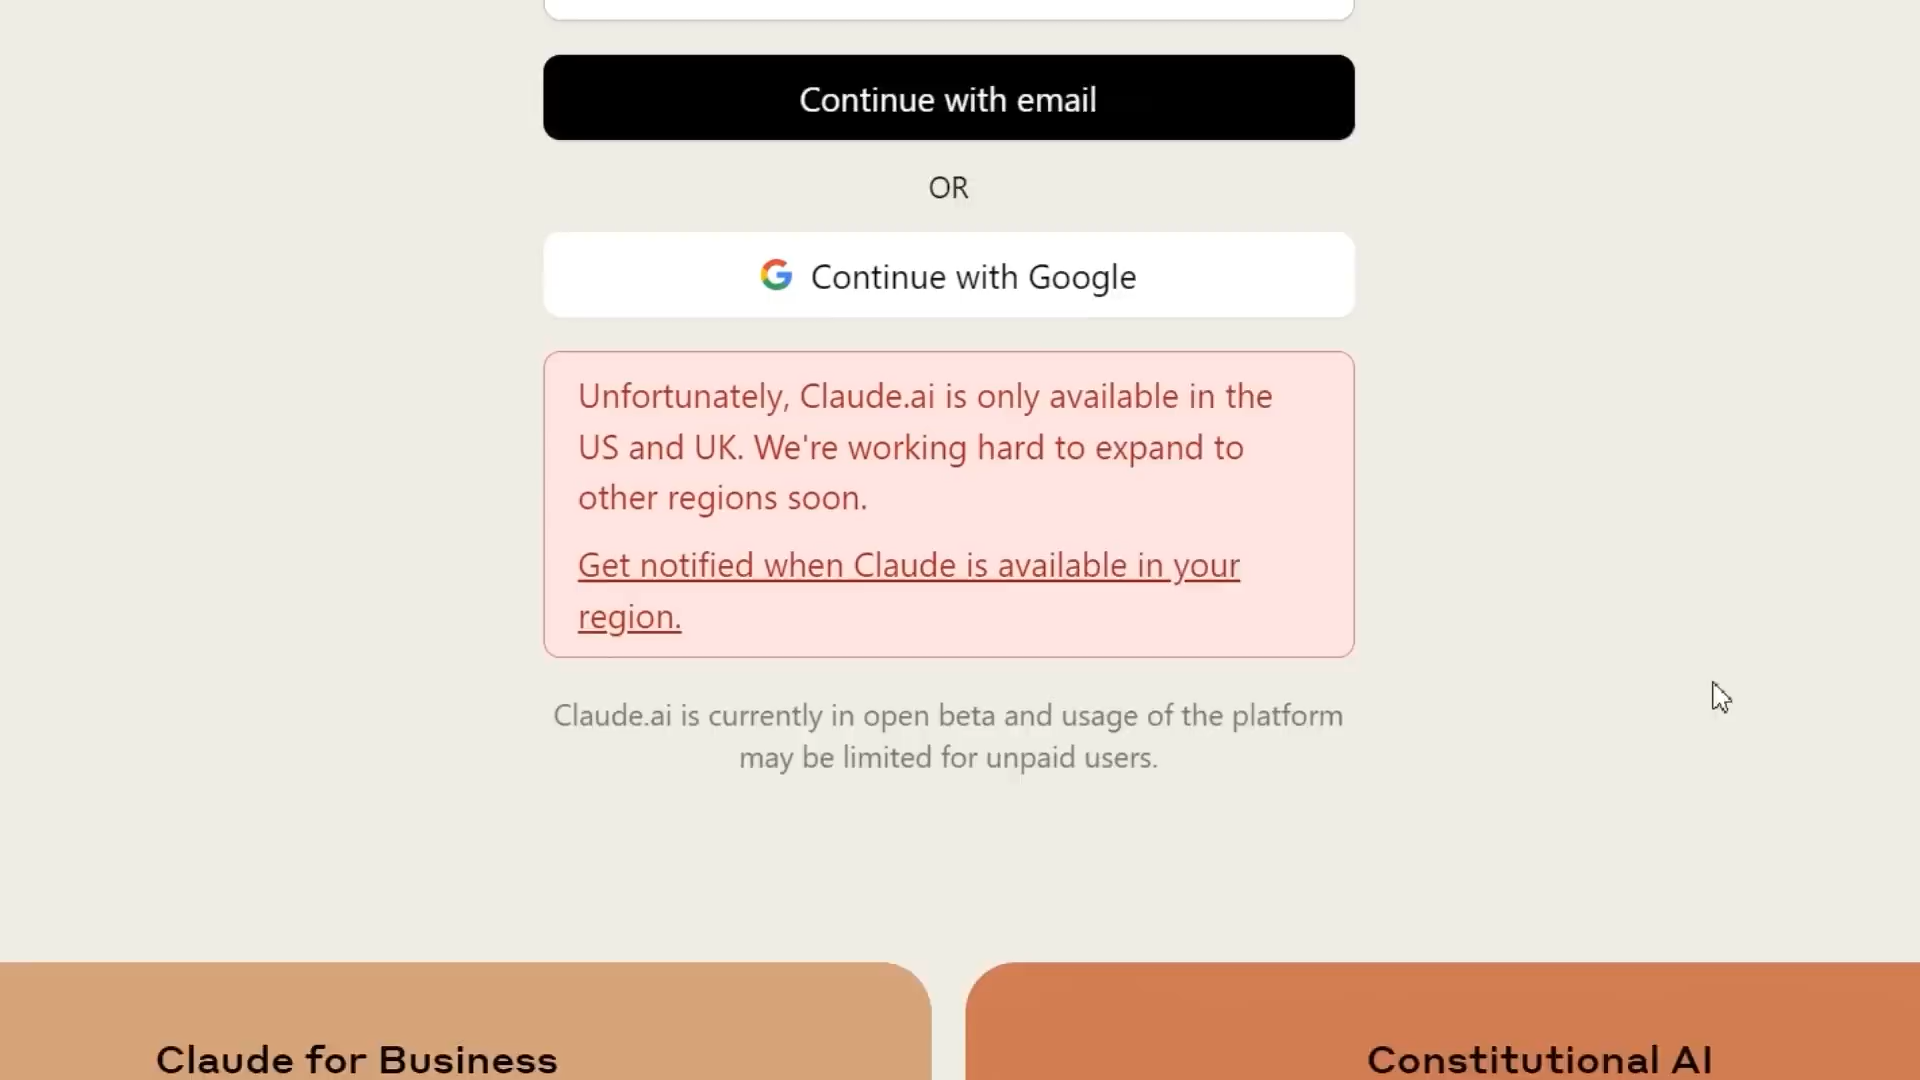 Continue with email
OR
Continue with Google
Unfortunately, Claude.ai is only available in the
US and UK. We're working hard to expand to
other regions soon.
Get notified when Claude is available in your
region.
Claude.ai is currently in open beta and usage of the platform
may be limited for unpaid users.
Claude for Business
Constitutional AI